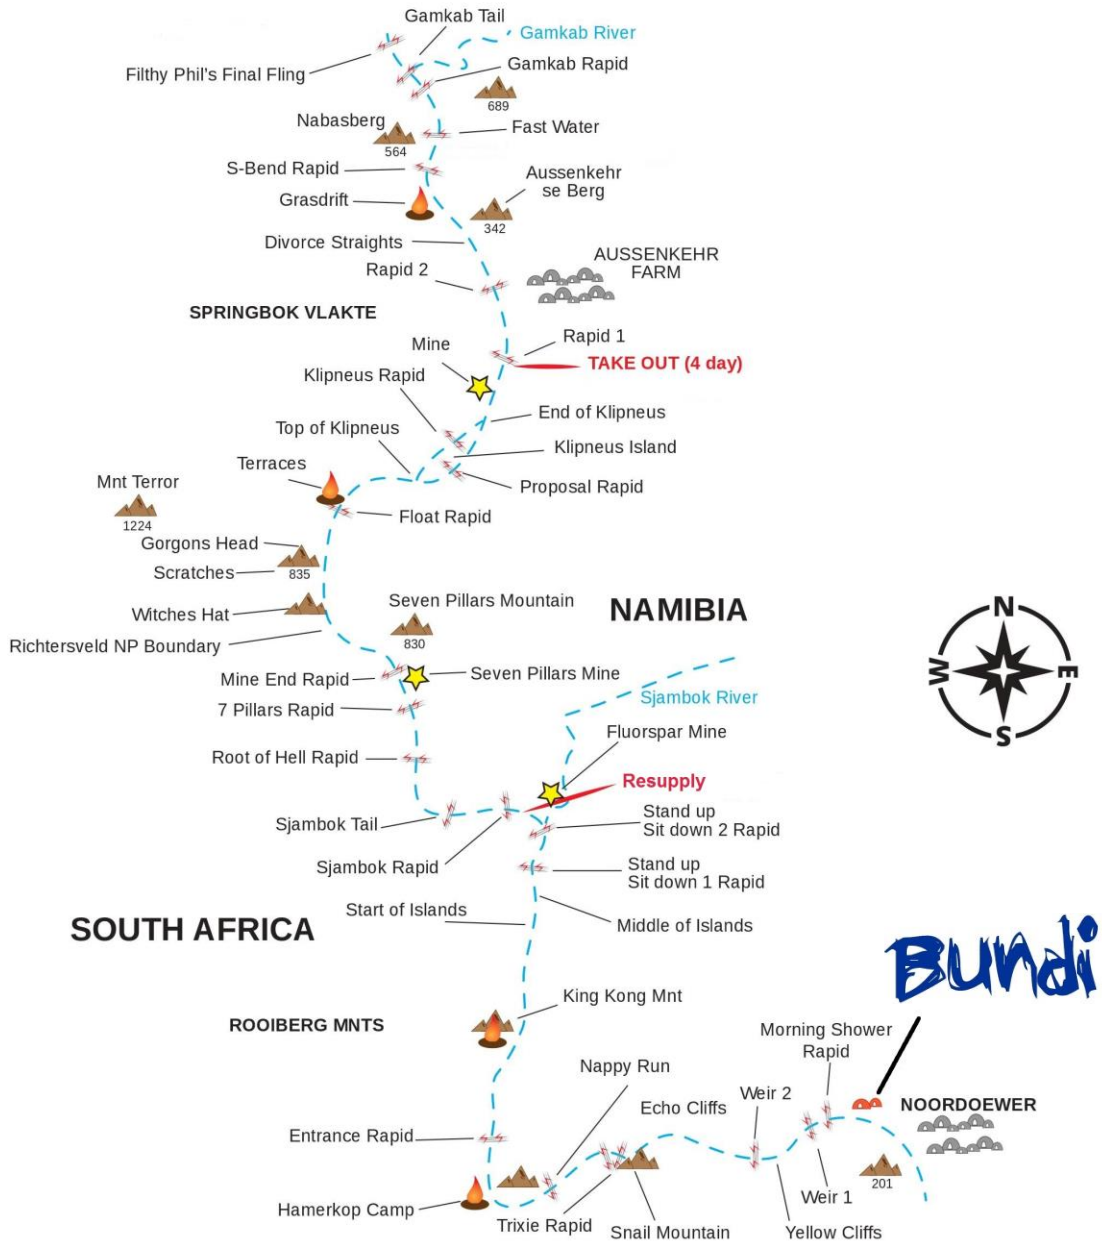 Gamkab Tail
Gamkab River
Filthy Phil's Final Fling
Gamkab Rapid
689
Nabasberg
564
Fast Water
S-Bend Rapid
Aussenkehr
se Berg
342
Grasdrift
Divorce Straights
AUSSENKEHR
FARM
Rapid 2
SPRINGBOK VLAKTE
Rapid 1
Mine
TAKE OUT (4 day)
Klipneus Rapid
End of Klipneus
Top of Klipneus
Klipneus Island
Terraces
Proposal Rapid
Mnt Terror
1224
Float Rapid
Gorgons Head
Scratches
835
Witches Hat
Seven Pillars Mountain
830
NAMIBIA
Richtersveld NP Boundary
N
W
E
S
Mine End Rapid
Seven Pillars Mine
7 Pillars Rapid
Sjambok River
Fluorspar Mine
Root of Hell Rapid
Resupply
Sjambok Tail
Stand up
Sit down 2 Rapid
Sjambok Rapid
Stand up
Sit down 1 Rapid
Start of Islands
Middle of Islands
SOUTH AFRICA
Bundi
King Kong Mnt
ROOIBERG MNTS
Morning Shower
Rapid
Nappy Run
Weir 2
Echo Cliffs
NOORDOEWER
Entrance Rapid
201
Weir 1
Hamerkop Camp
Trixie Rapid
Snail Mountain
Yellow Cliffs